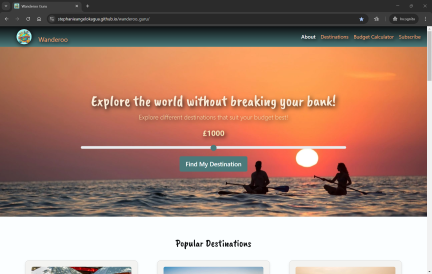 Wanderoo Guru
stephaniaangelokogua.github.io/wanderoo_guru/
Incognito
Wanderoo
About Destinations Budget Calculator Subscribe
Explore the world without breaking your bank!
Explore different destinations that suit your budget best!
£1000
Find My Destination
Popular Destinations